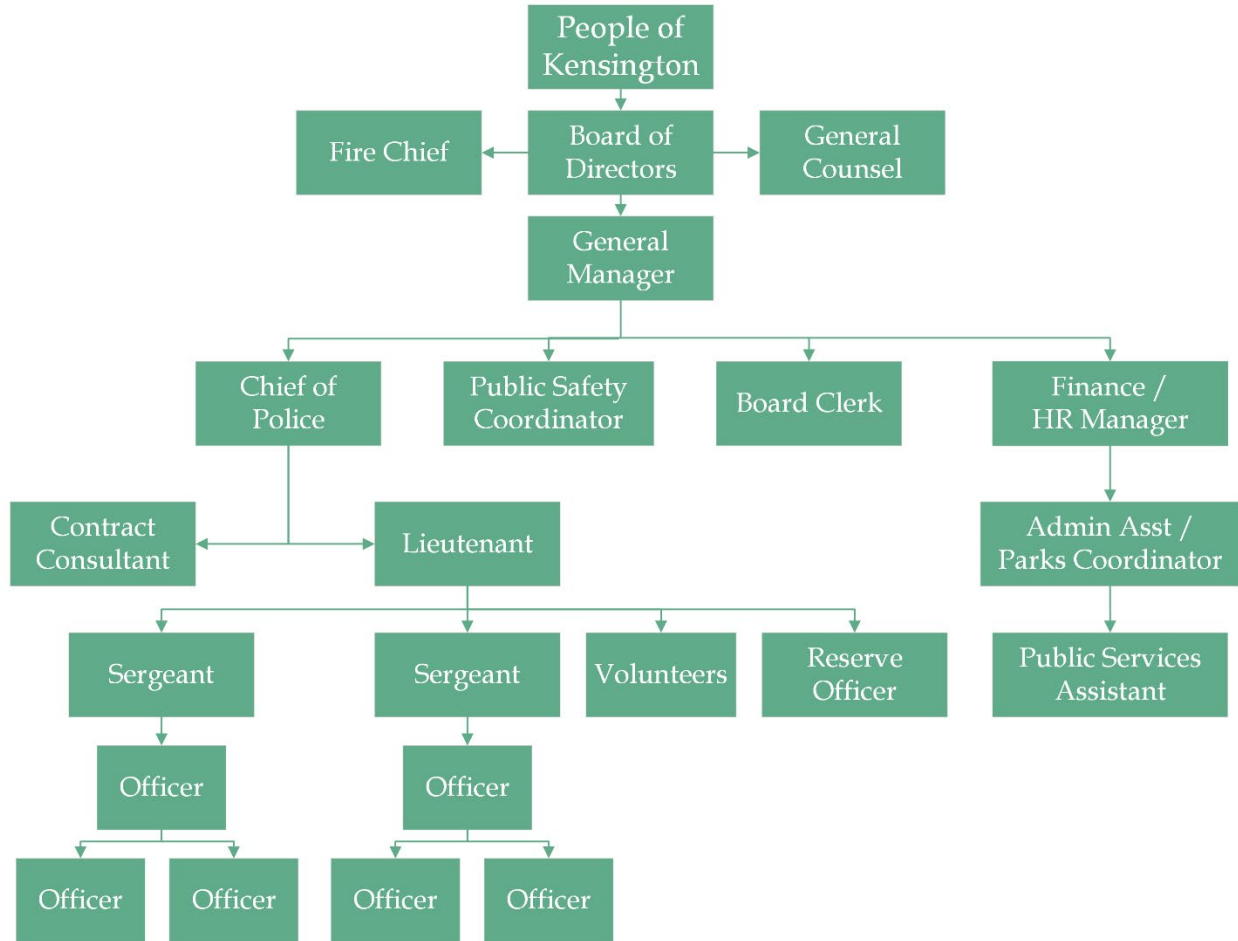 People of
Kensington
Fire Chief
Board of
Directors
General
Counsel
General
Manager
Chief of
Police
Public Safety
Coordinator
Board Clerk
Finance /
HR Manager
Contract
Consultant
Lieutenant
Admin Asst /
Parks Coordinator
Sergeant
Sergeant
Volunteers
Reserve
Officer
Public Services
Assistant
Officer
Officer
Officer
Officer
Officer
Officer